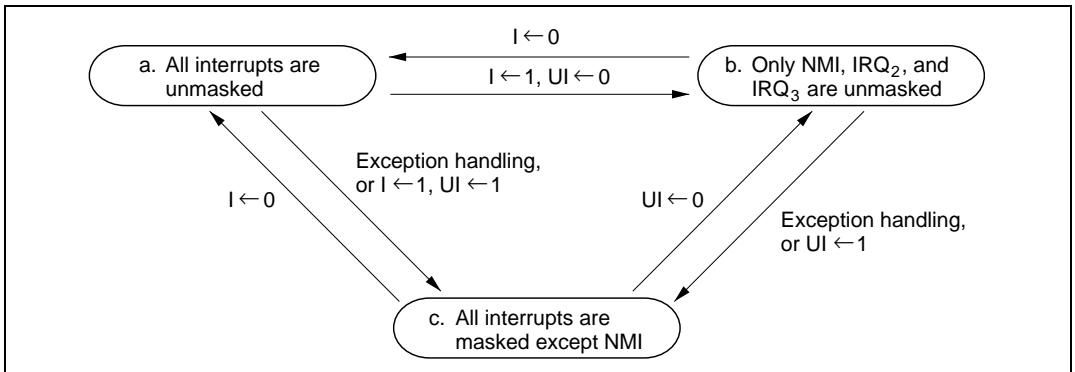 I ← 0
a. All interrupts are
unmasked
I ← 1, UI ← 0
b. Only NMI, IRQ2, and
IRQ3 are unmasked
Exception handling,
or I ← 1, UI ← 1
I ← 0
UI ← 0
Exception handling,
or UI ← 1
c. All interrupts are
masked except NMI